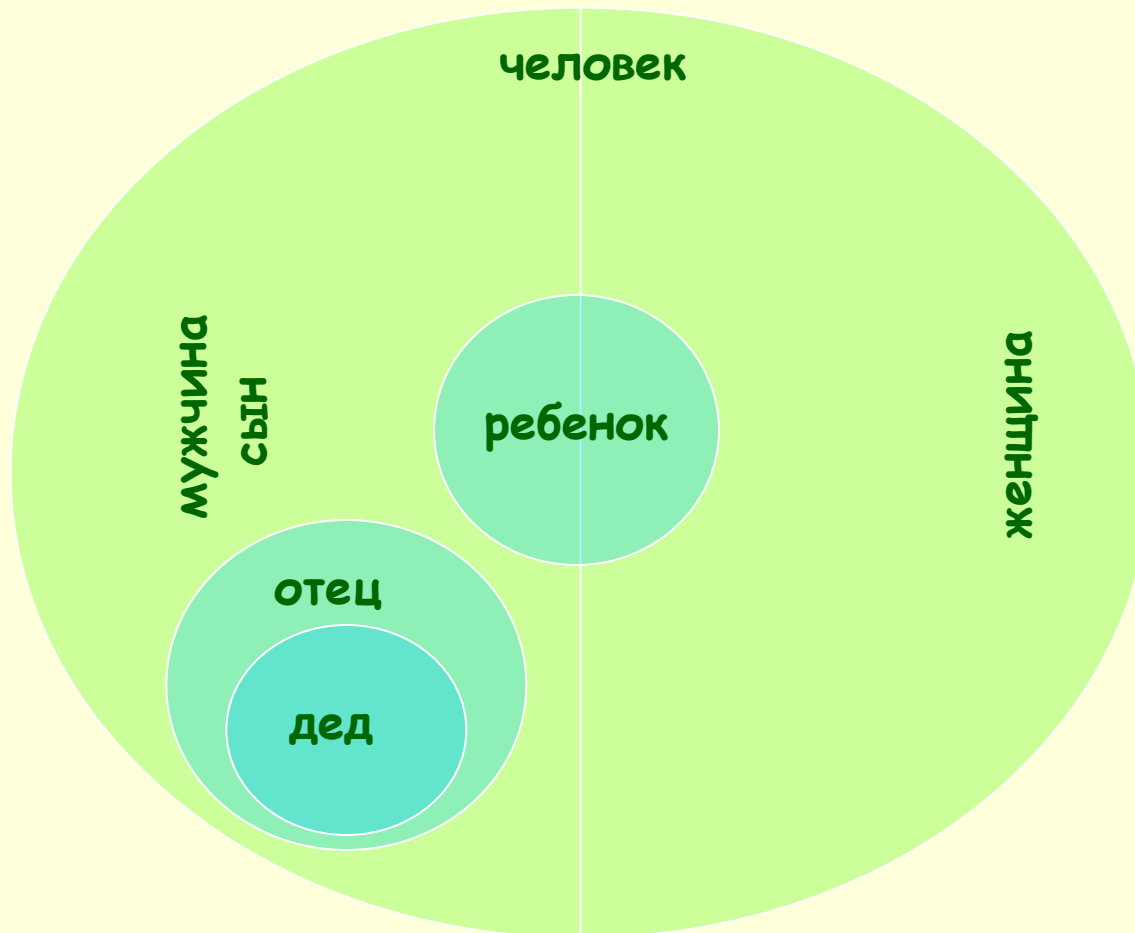 человек
мужчина
сын
ребенок
женщина
отец
дед